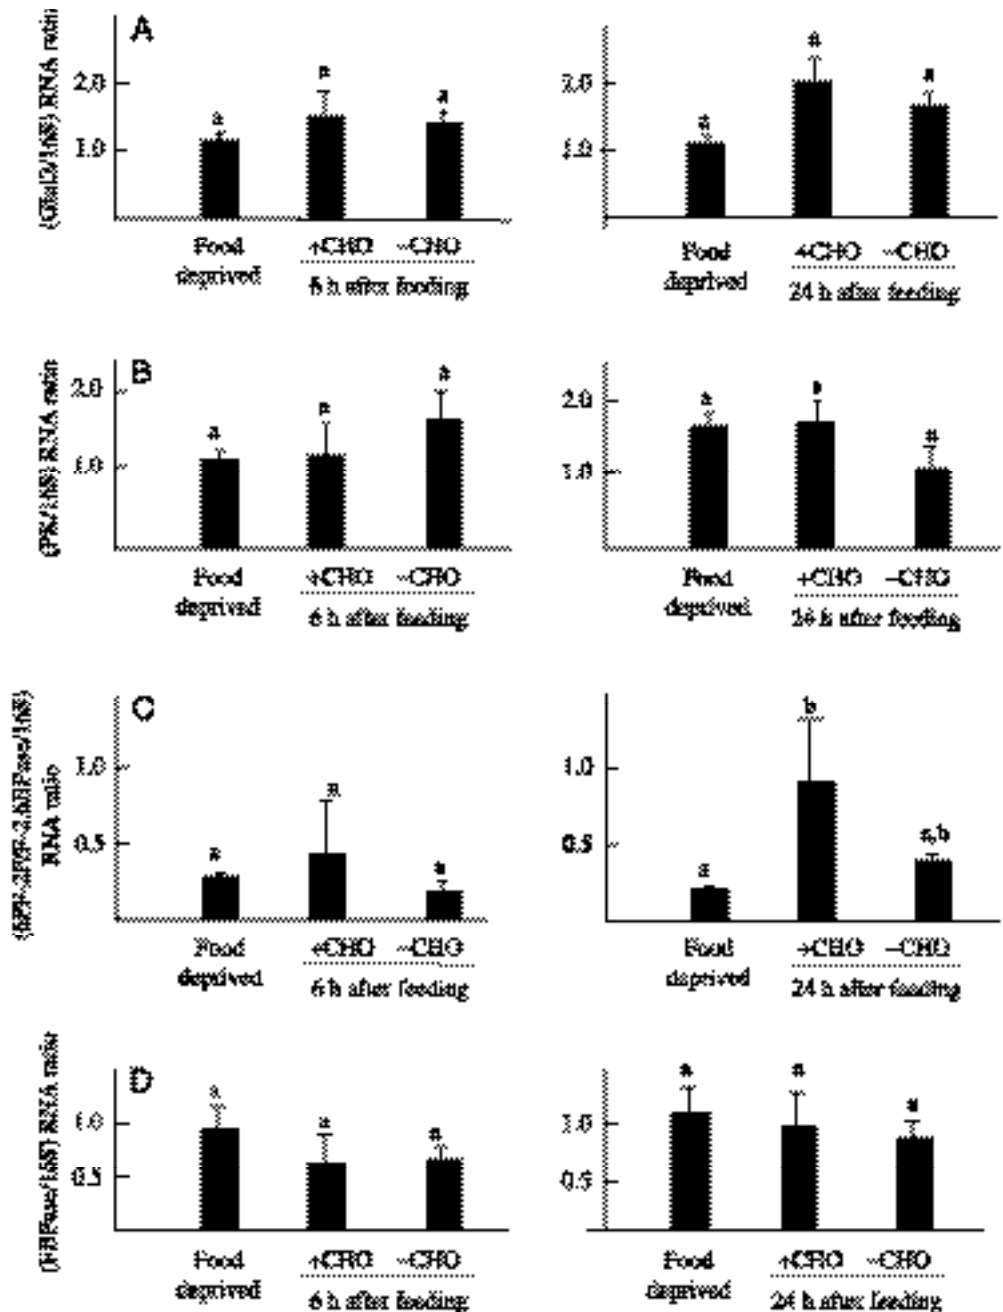 A
(Glut2/16S) RNA ratio
2.0
1.0
a
a
a
Food deprived
+CHO
−CHO
6 h after feeding
2.0
1.0
a
a
a
Food deprived
+CHO
−CHO
24 h after feeding
B
(PK/16S) RNA ratio
2.0
1.0
a
a
a
Food deprived
+CHO
−CHO
6 h after feeding
2.0
1.0
a
a
a
Food deprived
+CHO
−CHO
24 h after feeding
C
RNA ratio
1.0
0.5
a
a
a
Food deprived
+CHO
−CHO
6 h after feeding
1.0
0.5
a
b
a,b
Food deprived
+CHO
−CHO
24 h after feeding
D
(FBPase/16S) RNA ratio
1.0
0.5
a
a
a
Food deprived
+CHO
−CHO
6 h after feeding
1.0
0.5
a
a
a
Food deprived
+CHO
−CHO
24 h after feeding